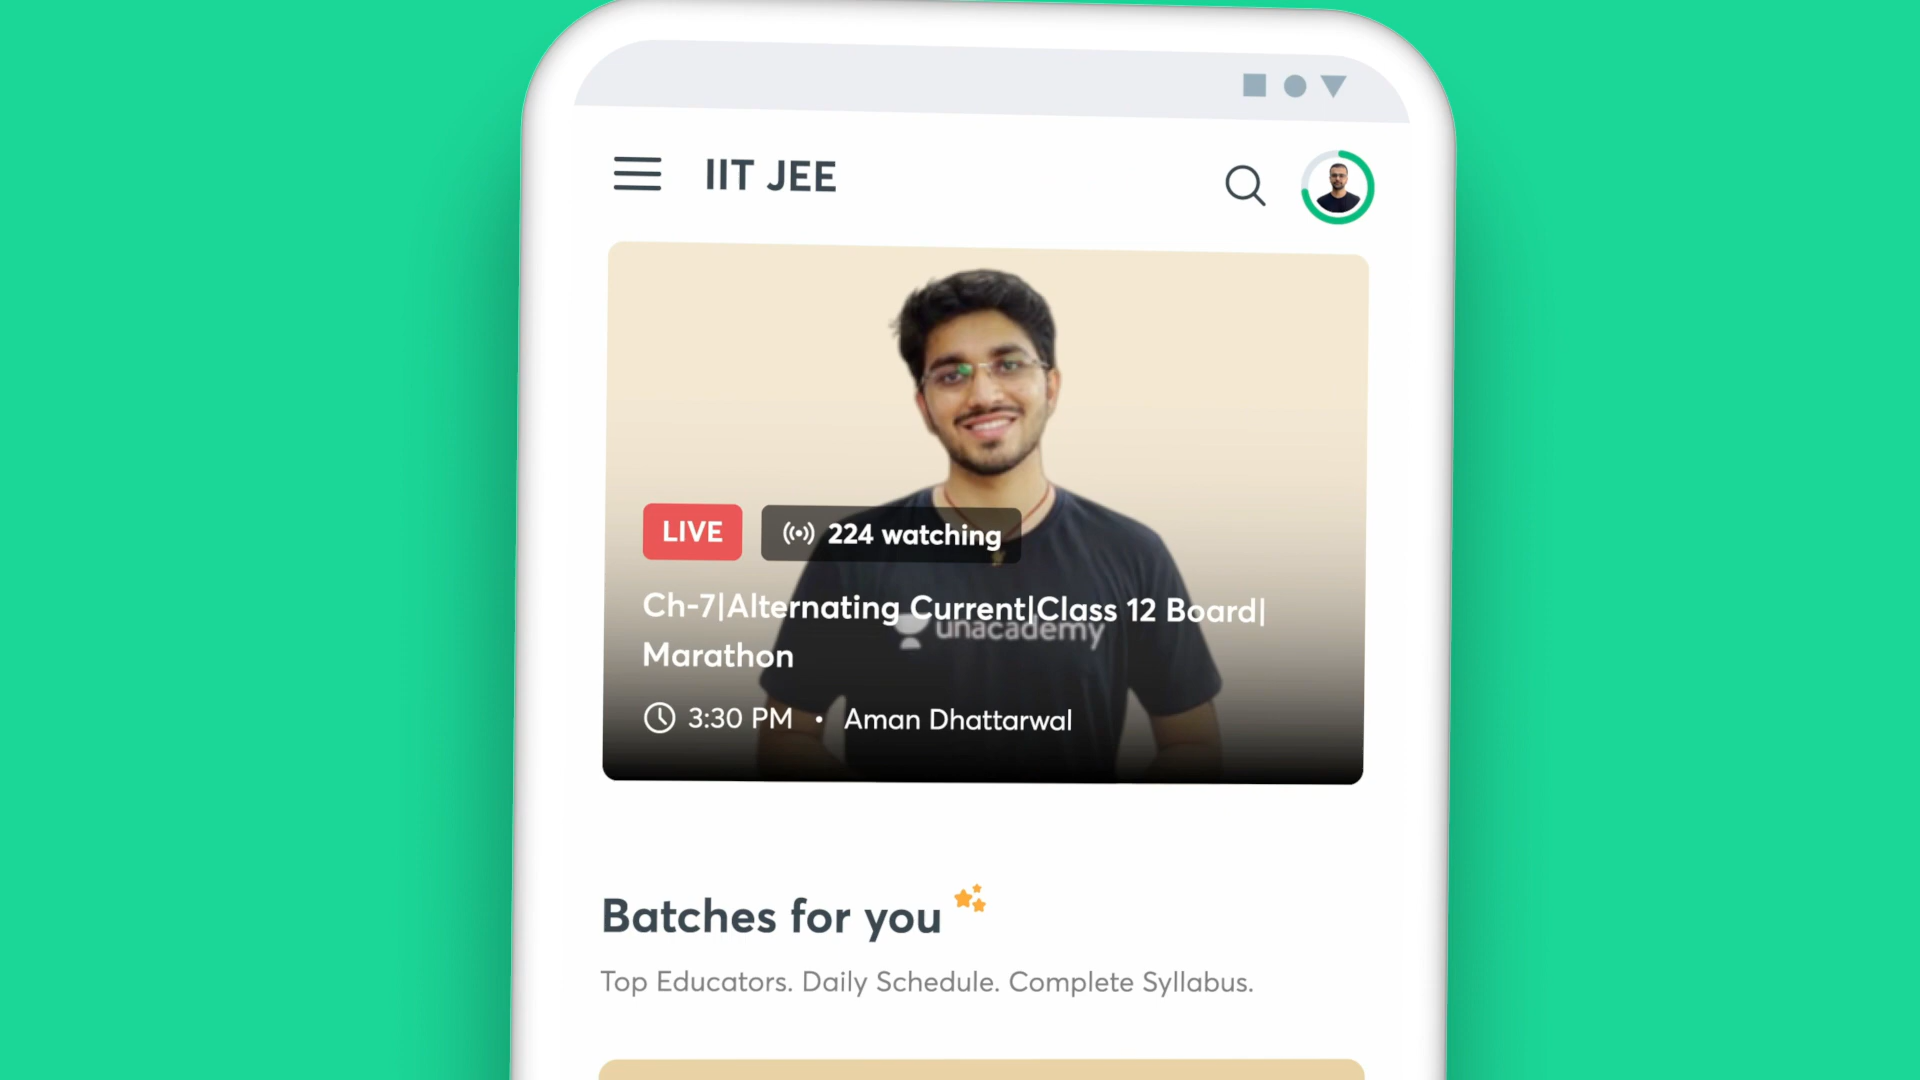 IIT JEE
LIVE
224 watching
Ch-7|Alternating Current|Class 12 Board|
Marathon
unacademy
3:30 PM • Aman Dhattarwal
Batches for you
Top Educators. Daily Schedule. Complete Syllabus.